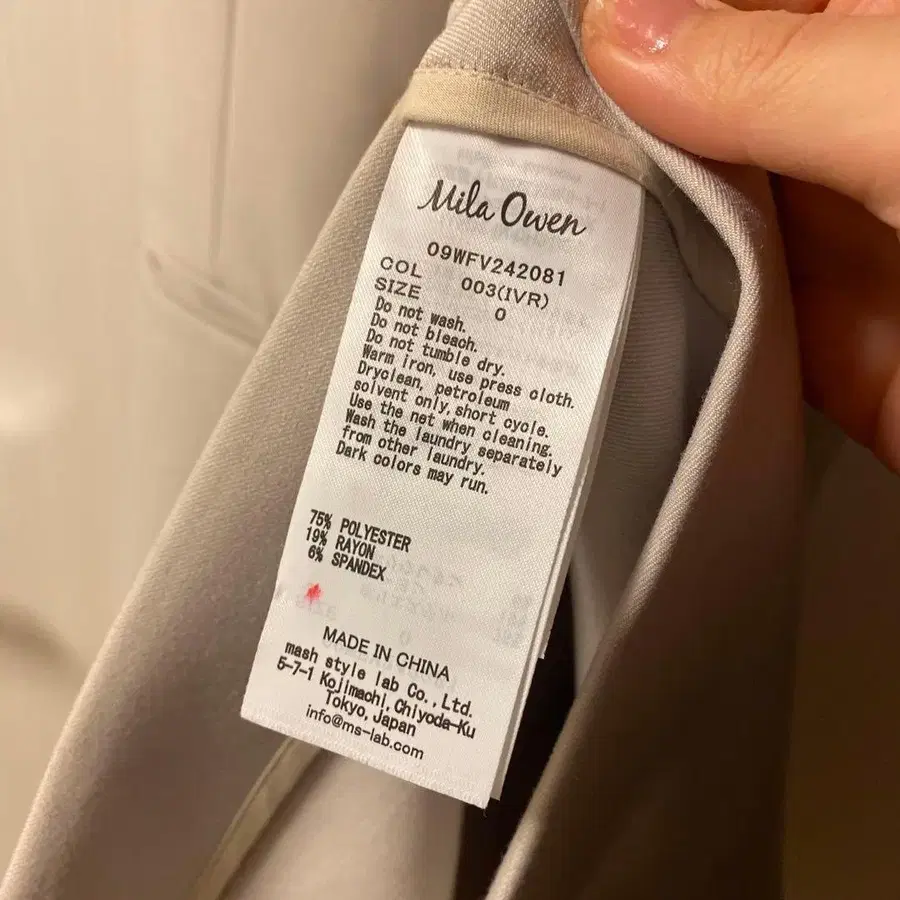 Mila Owen
09WFV242081
COL 003(IVR)
SIZE 0
Do not wash.
Do not bleach.
Do not tumble dry.
Warm iron, use press cloth.
Dryclean, petroleum
solvent only, short cycle.
Use the net when cleaning.
Wash the laundry separately
from other laundry.
Dark colors may run.
75% POLYESTER
19% RAYON
6% SPANDEX
MADE IN CHINA
mash style lab Co., Ltd.
5-7-1 Kojimachi, Chiyoda-Ku
Tokyo, Japan
info@ms-lab.com